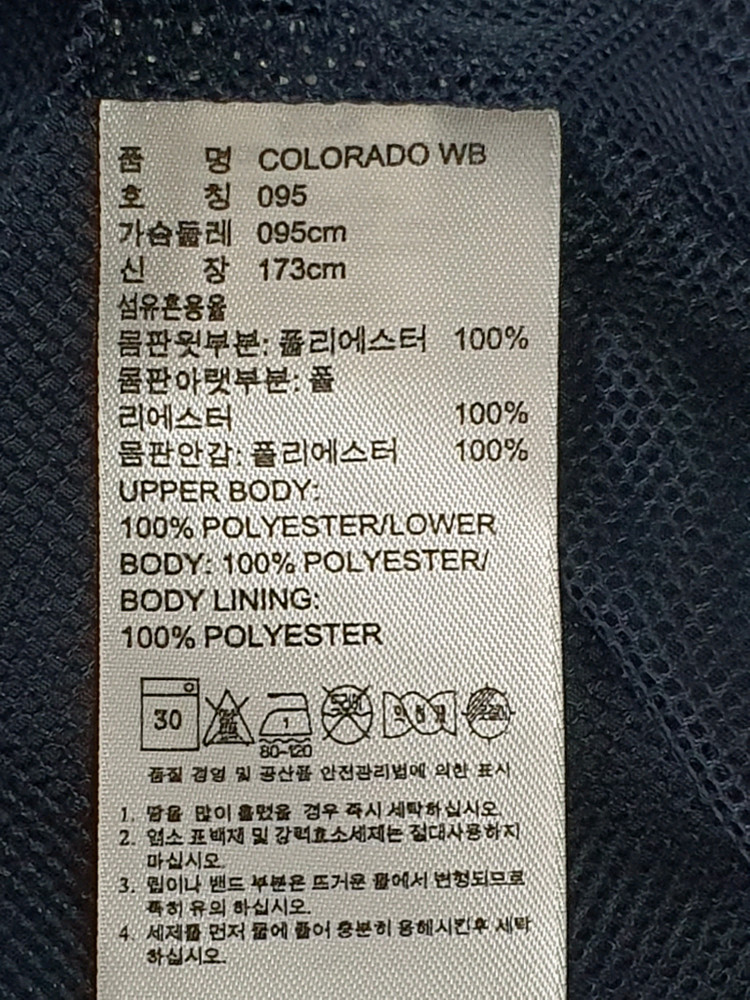 품 명 COLORADO WB
호 칭 095
가슴둘레 095cm
신 장 173cm
섬유혼용율
몸판윗부분: 폴리에스터 100%
몸판아랫부분: 폴
리에스터 100%
몸판안감: 폴리에스터 100%
UPPER BODY:
100% POLYESTER/LOWER
BODY: 100% POLYESTER/
BODY LINING:
100% POLYESTER
30
1
80-120
품질 경영 및 공산품 안전관리법에 의한 표시
1. 땀을 많이 흘렸을 경우 즉시 세탁하십시오.
2. 염소 표백제 및 강력효소세제는 절대사용하지
마십시오.
3. 립이나 밴드 부분은 뜨거운 물에서 변형되므로
특히 유의 하십시오.
4. 세제를 먼저 물에 풀어 충분히 용해시킨후 세탁
하십시오.